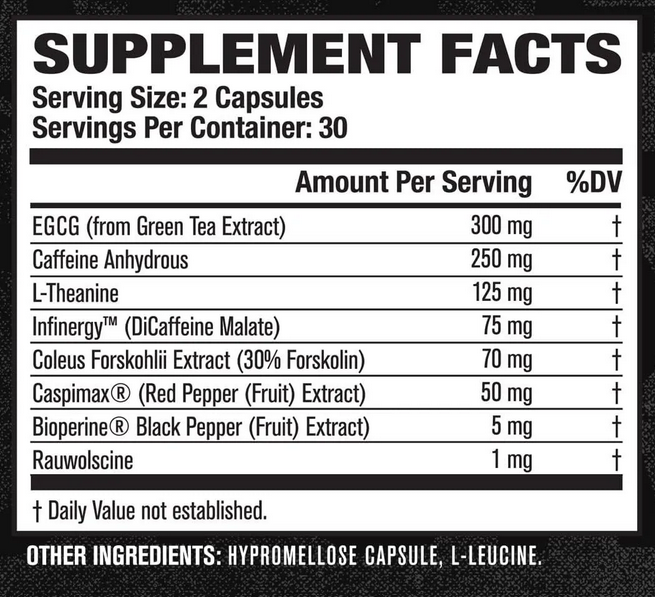 SUPPLEMENT FACTS
Serving Size: 2 Capsules
Servings Per Container: 30
Amount Per Serving %DV
EGCG (from Green Tea Extract) 300 mg †
Caffeine Anhydrous 250 mg †
L-Theanine 125 mg †
Infinergy™ (DiCaffeine Malate) 75 mg †
Coleus Forskohlii Extract (30% Forskolin) 70 mg †
Caspimax® (Red Pepper (Fruit) Extract) 50 mg †
Bioperine® Black Pepper (Fruit) Extract) 5 mg †
Rauwolscine 1 mg †
† Daily Value not established.
OTHER INGREDIENTS: HYPROMELLOSE CAPSULE, L-LEUCINE.